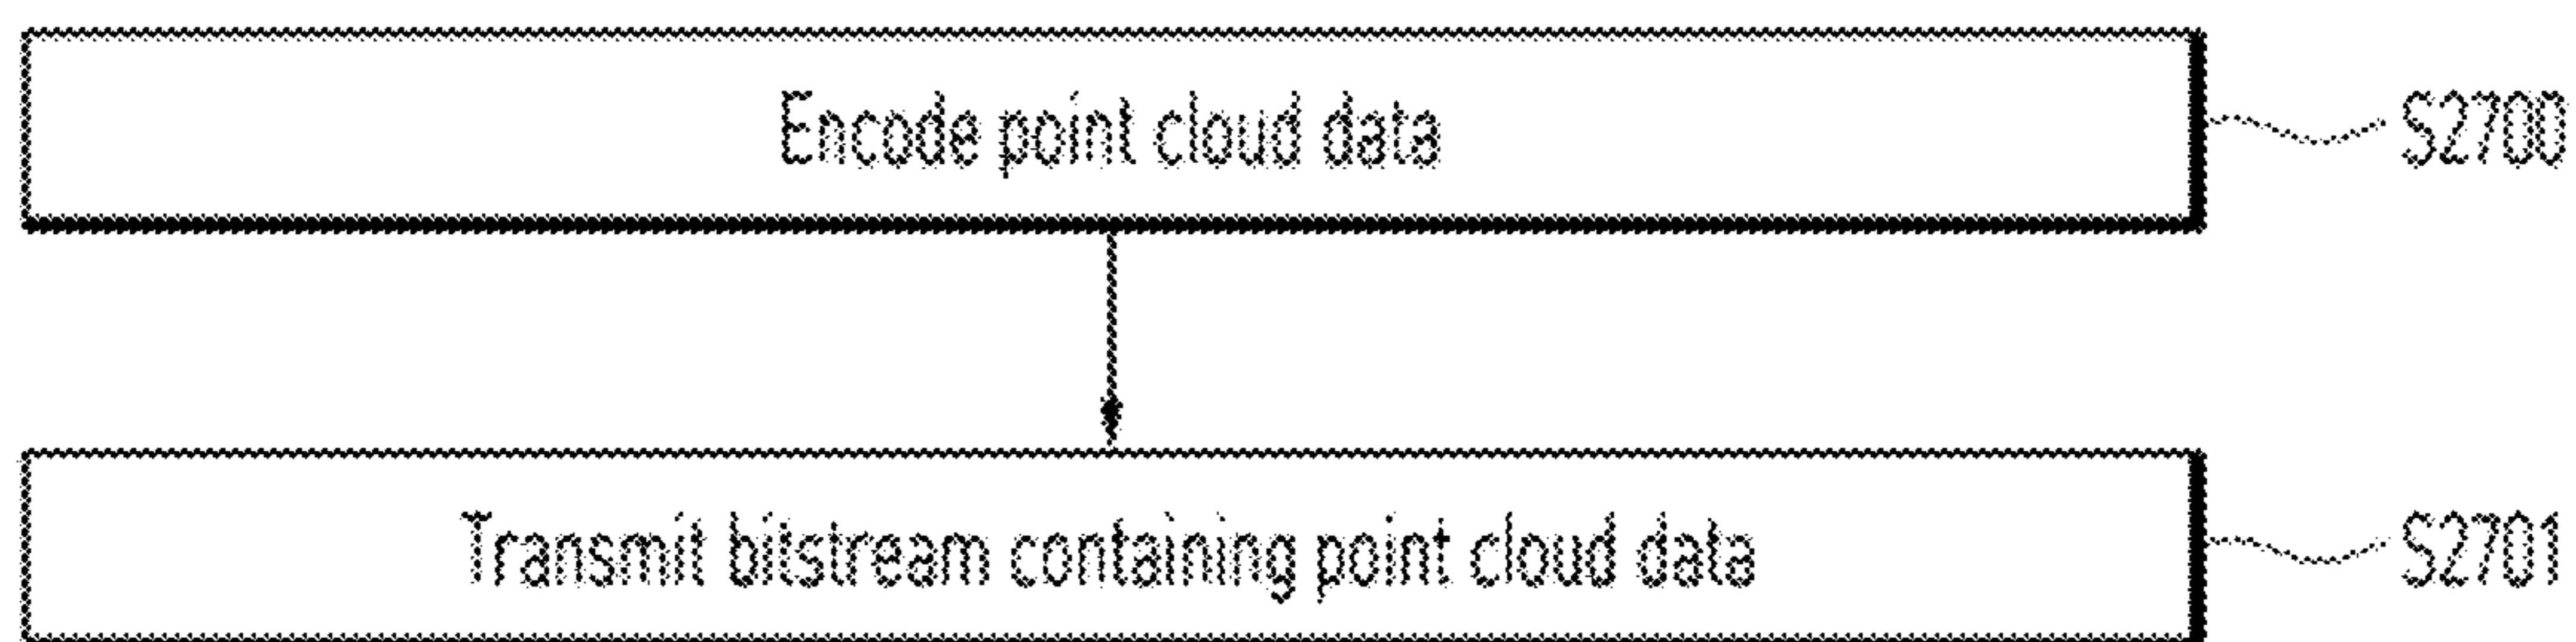 Encode point cloud data
S2700
Transmit bitstream containing point cloud data
S2701